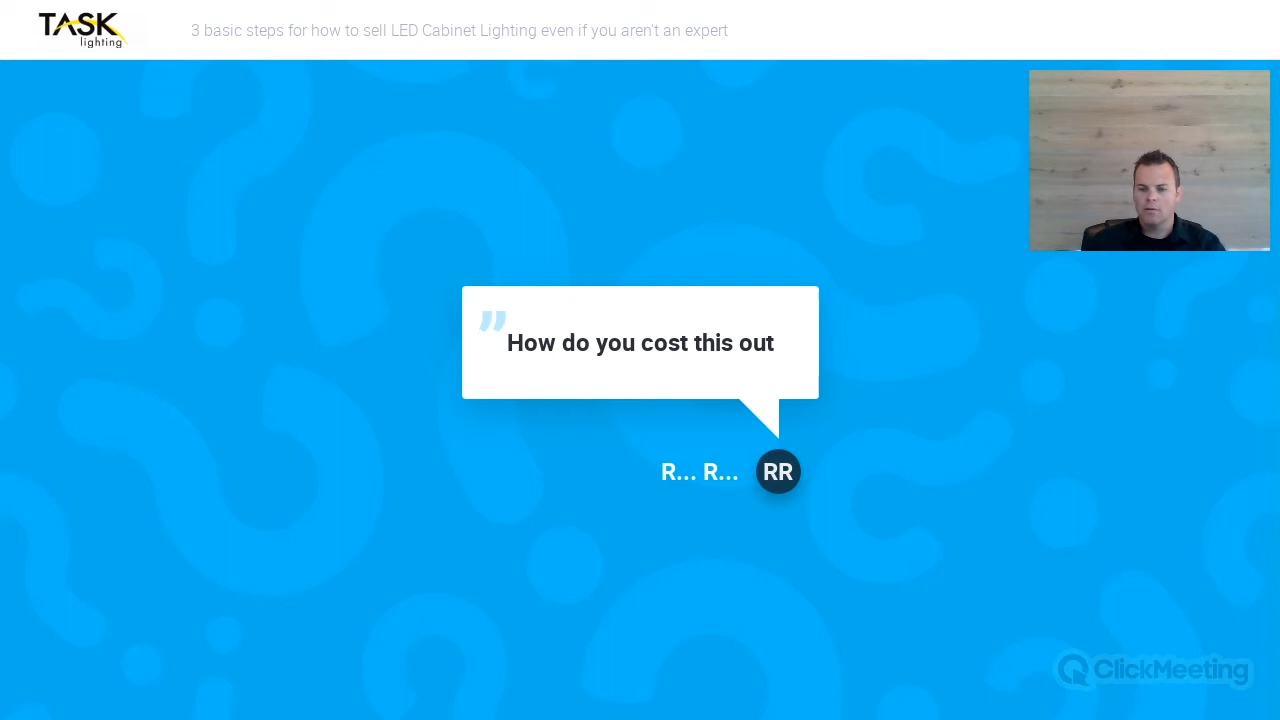 TASK
lighting
3 basic steps for how to sell LED Cabinet Lighting even if you aren't an expert
” How do you cost this out
R... R... RR
ClickMeeting